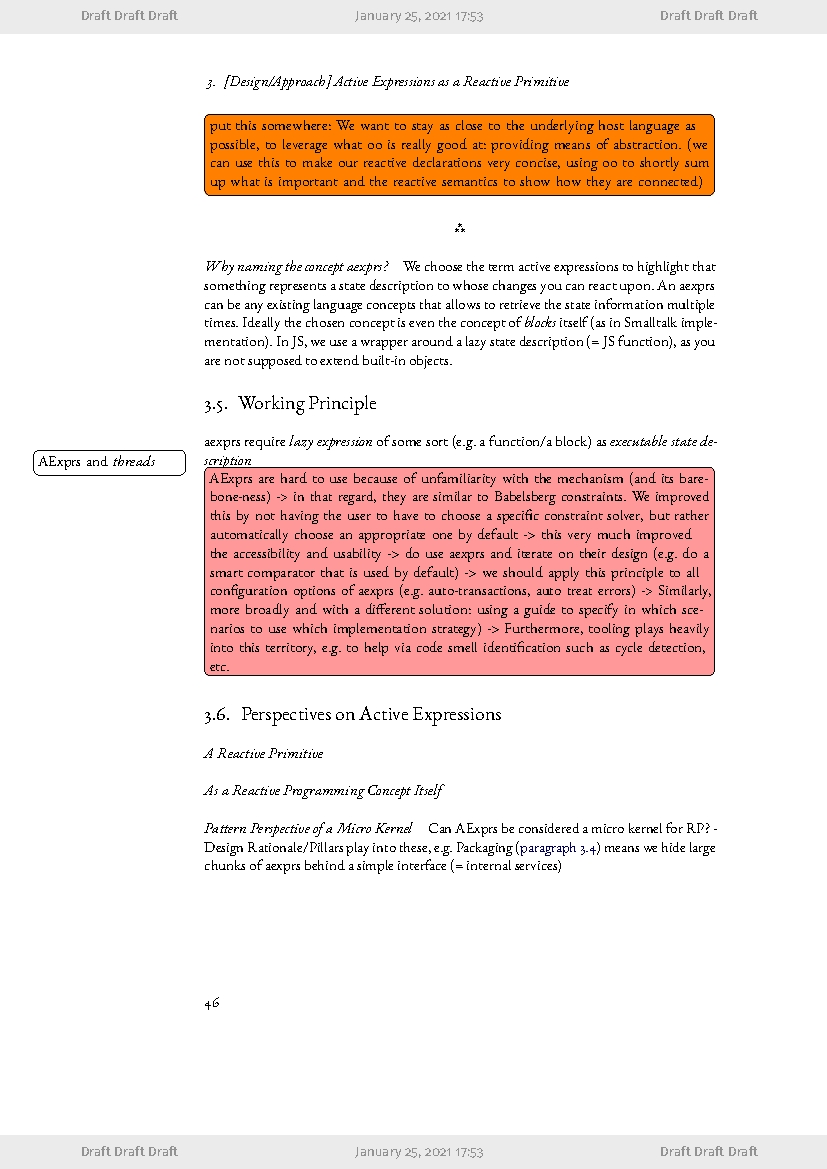 Draft Draft Draft January 25, 2021 17:53 Draft Draft Draft
3. [Design/Approach] Active Expressions as a Reactive Primitive
put this somewhere: We want to stay as close to the underlying host language as
possible, to leverage what oo is really good at: providing means of abstraction. (we
can use this to make our reactive declarations very concise, using oo to shortly sum
up what is important and the reactive semantics to show how they are connected)
⁂
Why naming the concept aexprs? We choose the term active expressions to highlight that
something represents a state description to whose changes you can react upon. An aexprs
can be any existing language concepts that allows to retrieve the state information multiple
times. Ideally the chosen concept is even the concept of blocks itself (as in Smalltalk imple-
mentation). In JS, we use a wrapper around a lazy state description (= JS function), as you
are not supposed to extend built-in objects.
3.5. Working Principle
aexprs require lazy expression of some sort (e.g. a function/a block) as executable state de-
scription
AExprs and threads
AExprs are hard to use because of unfamiliarity with the mechanism (and its bare-
bone-ness) -> in that regard, they are similar to Babelsberg constraints. We improved
this by not having the user to have to choose a specific constraint solver, but rather
automatically choose an appropriate one by default -> this very much improved
the accessibility and usability -> do use aexprs and iterate on their design (e.g. do a
smart comparator that is used by default) -> we should apply this principle to all
configuration options of aexprs (e.g. auto-transactions, auto treat errors) -> Similarly,
more broadly and with a different solution: using a guide to specify in which sce-
narios to use which implementation strategy) -> Furthermore, tooling plays heavily
into this territory, e.g. to help via code smell identification such as cycle detection,
etc.
3.6. Perspectives on Active Expressions
A Reactive Primitive
As a Reactive Programming Concept Itself
Pattern Perspective of a Micro Kernel Can AExprs be considered a micro kernel for RP? -
Design Rationale/Pillars play into these, e.g. Packaging (paragraph 3.4) means we hide large
chunks of aexprs behind a simple interface (= internal services)
46
Draft Draft Draft January 25, 2021 17:53 Draft Draft Draft